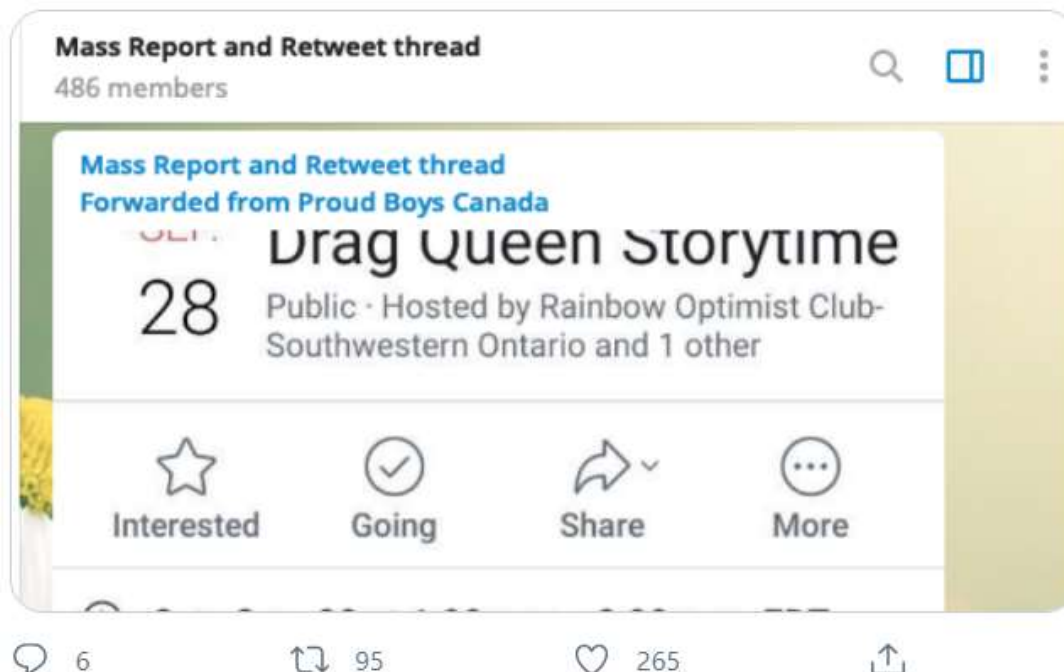 Mass Report and Retweet thread
486 members
Mass Report and Retweet thread
Forwarded from Proud Boys Canada
Drag Queen Storytime
28
Public · Hosted by Rainbow Optimist Club-
Southwestern Ontario and 1 other
Interested
Going
Share
More
6
95
265